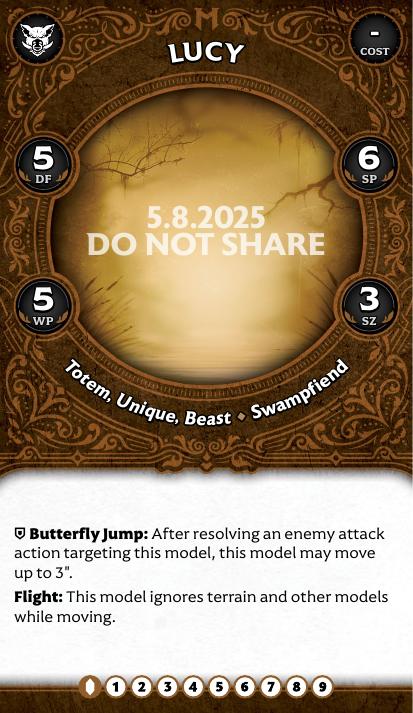 M
LUCY
-
COST
5
DF
6
SP
5.8.2025
DO NOT SHARE
5
WP
3
SZ
Totem, Unique, Beast ◆ Swampfiend
Butterfly Jump: After resolving an enemy attack
action targeting this model, this model may move
up to 3".
Flight: This model ignores terrain and other models
while moving.
1 2 3 4 5 6 7 8 9